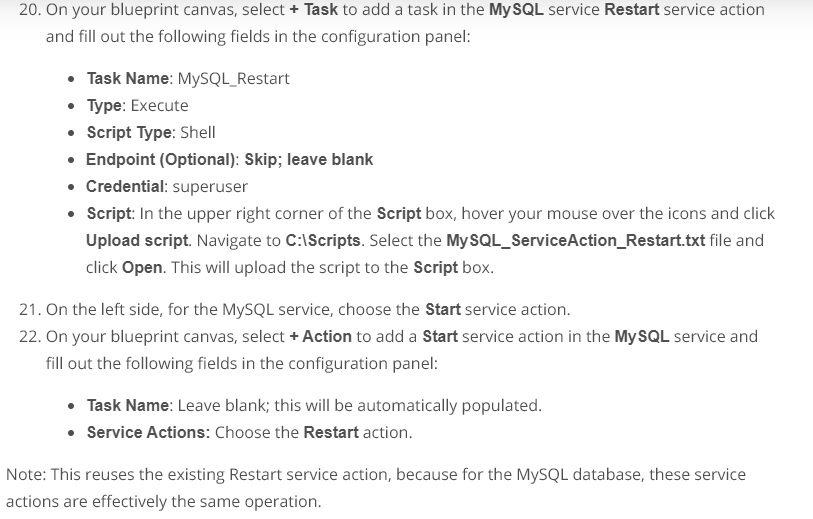 20. On your blueprint canvas, select + Task to add a task in the MySQL service Restart service action
and fill out the following fields in the configuration panel:
• Task Name: MySQL_Restart
• Type: Execute
• Script Type: Shell
• Endpoint (Optional): Skip; leave blank
• Credential: superuser
• Script: In the upper right corner of the Script box, hover your mouse over the icons and click
Upload script. Navigate to C:\Scripts. Select the MySQL_ServiceAction_Restart.txt file and
click Open. This will upload the script to the Script box.
21. On the left side, for the MySQL service, choose the Start service action.
22. On your blueprint canvas, select + Action to add a Start service action in the MySQL service and
fill out the following fields in the configuration panel:
• Task Name: Leave blank; this will be automatically populated.
• Service Actions: Choose the Restart action.
Note: This reuses the existing Restart service action, because for the MySQL database, these service
actions are effectively the same operation.